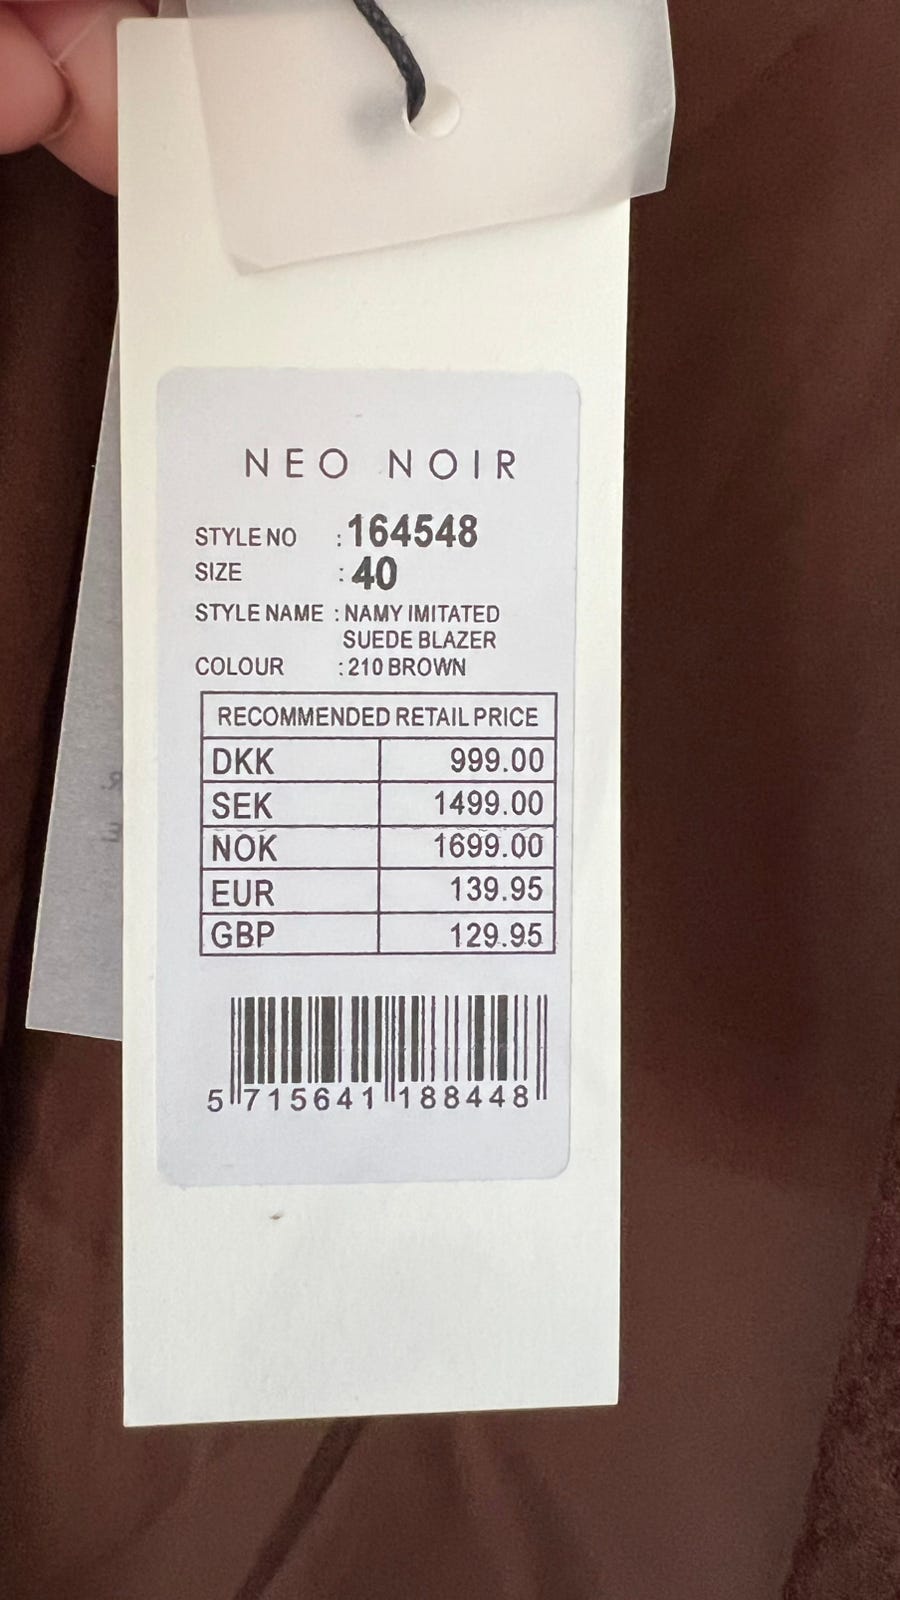 NEO NOIR
STYLE NO : 164548
SIZE : 40
STYLE NAME : NAMY IMITATED
SUEDE BLAZER
COLOUR : 210 BROWN
RECOMMENDED RETAIL PRICE
DKK 999.00
SEK 1499.00
NOK 1699.00
EUR 139.95
GBP 129.95
5 715641 188448